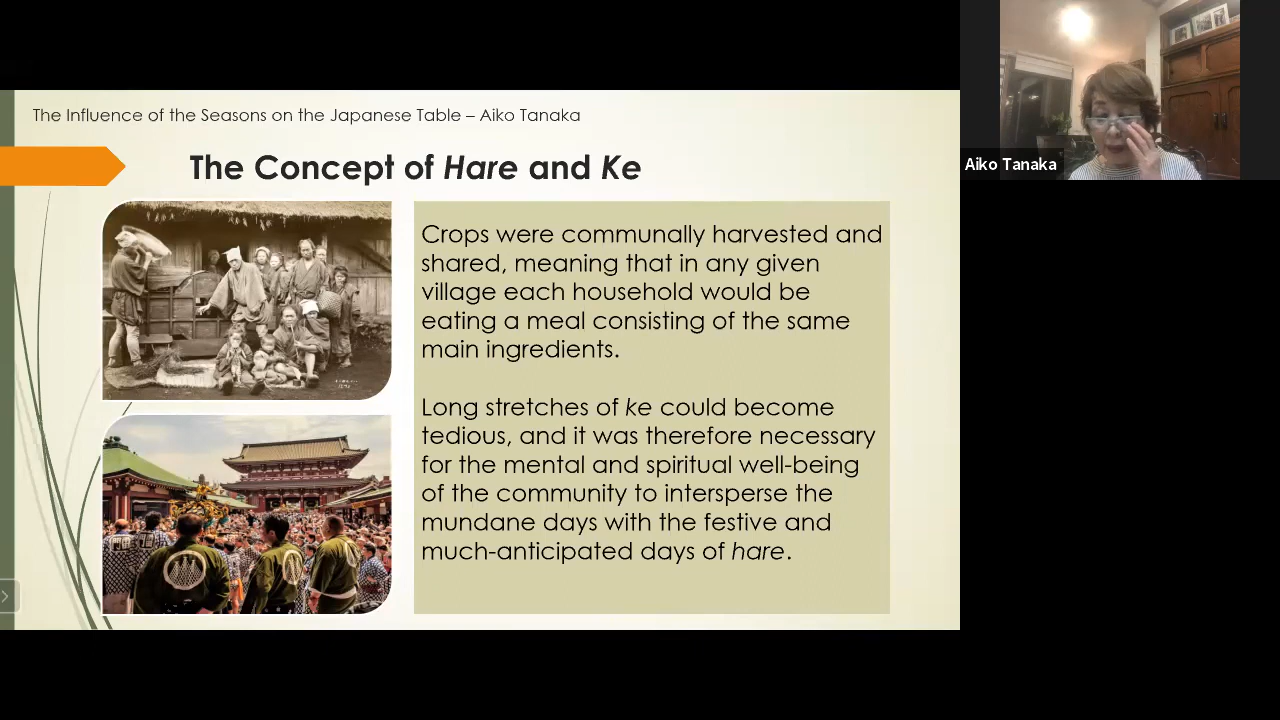 The Influence of the Seasons on the Japanese Table – Aiko Tanaka
The Concept of Hare and Ke
Crops were communally harvested and
shared, meaning that in any given
village each household would be
eating a meal consisting of the same
main ingredients.
Long stretches of ke could become
tedious, and it was therefore necessary
for the mental and spiritual well-being
of the community to intersperse the
mundane days with the festive and
much-anticipated days of hare.
Aiko Tanaka